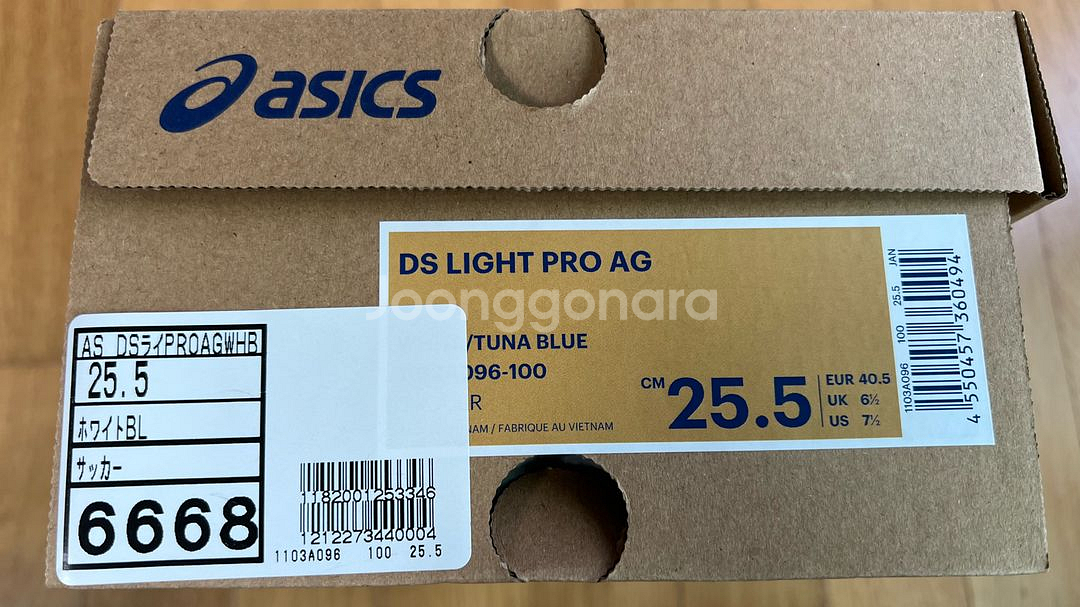 asics
DS LIGHT PRO AG
Joonggonara
/TUNA BLUE
096-100
CM 25.5
EUR 40.5
UK 6½
US 7½
R
NAM / FABRIQUE AU VIETNAM
1103A096 100 25.5 JAN
4 550457 360494
AS DSライPROAGWHB
25.5
ホワイトBL
サッカー
6668
1182001253346
1212273440004
1103A096 100 25.5